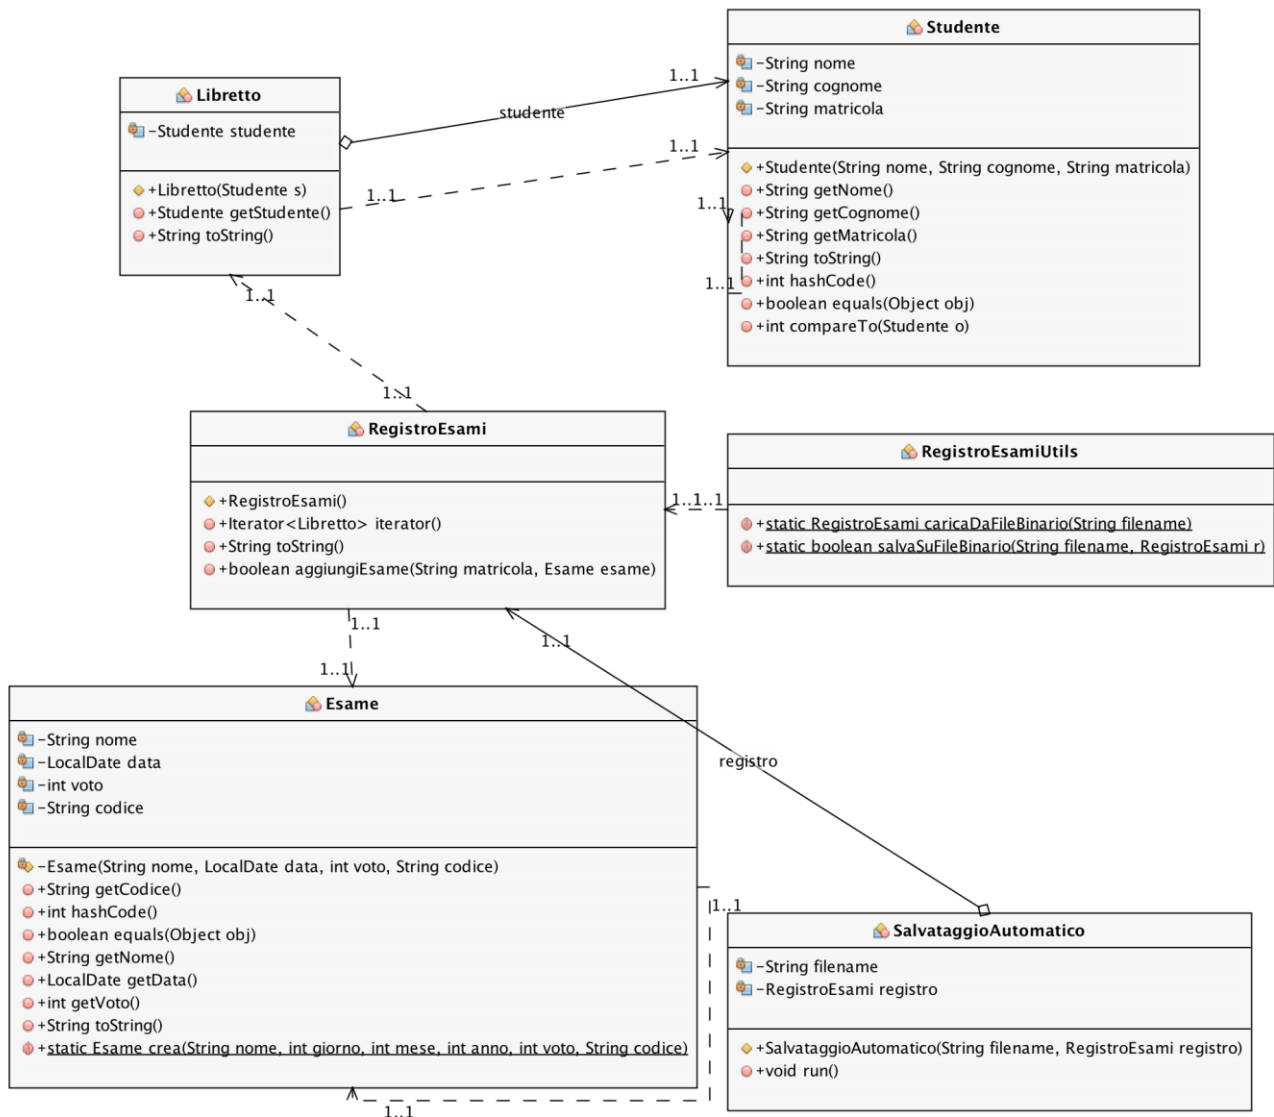 Studente
-String nome
-String cognome
-String matricola
+Studente(String nome, String cognome, String matricola)
+String getNome()
+String getCognome()
+String getMatricola()
+String toString()
+int hashCode()
+boolean equals(Object obj)
+int compareTo(Studente o)
1..1
1..1
Libretto
-Studente studente
+Libretto(Studente s)
+Studente getStudente()
+String toString()
1..1
studente
1..1
1..1
1..1
1..1
RegistroEsami
+RegistroEsami()
+Iterator<Libretto> iterator()
+String toString()
+boolean aggiungiEsame(String matricola, Esame esame)
RegistroEsamiUtils
+static RegistroEsami caricaDaFileBinario(String filename)
+static boolean salvaSuFileBinario(String filename, RegistroEsami r)
1..1..1
1..1
1..1
1..1
registro
Esame
-String nome
-LocalDate data
-int voto
-String codice
-Esame(String nome, LocalDate data, int voto, String codice)
+String getCodice()
+int hashCode()
+boolean equals(Object obj)
+String getNome()
+LocalDate getData()
+int getVoto()
+String toString()
+static Esame crea(String nome, int giorno, int mese, int anno, int voto, String codice)
1..1
1..1
SalvataggioAutomatico
-String filename
-RegistroEsami registro
+SalvataggioAutomatico(String filename, RegistroEsami registro)
+void run()